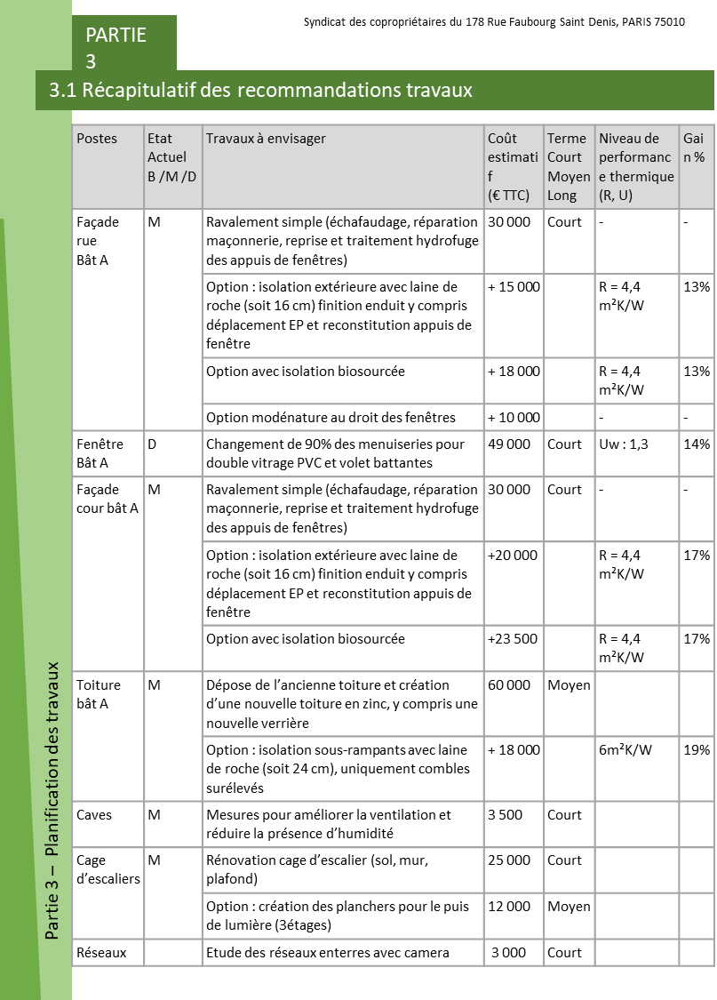 Syndicat des copropriétaires du 178 Rue Faubourg Saint Denis, PARIS 75010
PARTIE
3
3.1 Récapitulatif des recommandations travaux
Postes
Etat
Actuel
B /M /D
Travaux à envisager
Coût
estimati
f
(€ TTC)
Terme
Court
Moyen
Long
Niveau de
performanc
e thermique
(R, U)
Gai
n %
Façade
rue
Bât A
M
Ravalement simple (échafaudage, réparation
maçonnerie, reprise et traitement hydrofuge
des appuis de fenêtres)
30 000
Court
-
-
Option : isolation extérieure avec laine de
roche (soit 16 cm) finition enduit y compris
déplacement EP et reconstitution appuis de
fenêtre
+ 15 000
R = 4,4
m²K/W
13%
Option avec isolation biosourcée
+ 18 000
R = 4,4
m²K/W
13%
Option modénature au droit des fenêtres
+ 10 000
-
-
Fenêtre
Bât A
D
Changement de 90% des menuiseries pour
double vitrage PVC et volet battantes
49 000
Court
Uw : 1,3
14%
Façade
cour bât A
M
Ravalement simple (échafaudage, réparation
maçonnerie, reprise et traitement hydrofuge
des appuis de fenêtres)
30 000
Court
-
-
Option : isolation extérieure avec laine de
roche (soit 16 cm) finition enduit y compris
déplacement EP et reconstitution appuis de
fenêtre
+20 000
R = 4,4
m²K/W
17%
Option avec isolation biosourcée
+23 500
R = 4,4
m²K/W
17%
Toiture
bât A
M
Dépose de l’ancienne toiture et création
d’une nouvelle toiture en zinc, y compris une
nouvelle verrière
60 000
Moyen
Option : isolation sous-rampants avec laine
de roche (soit 24 cm), uniquement combles
surélevés
+ 18 000
6m²K/W
19%
Caves
M
Mesures pour améliorer la ventilation et
réduire la présence d’humidité
3 500
Court
Cage
d’escaliers
M
Rénovation cage d’escalier (sol, mur,
plafond)
25 000
Court
Option : création des planchers pour le puis
de lumière (3étages)
12 000
Moyen
Réseaux
Etude des réseaux enterres avec camera
3 000
Court
Partie 3 – Planification des travaux